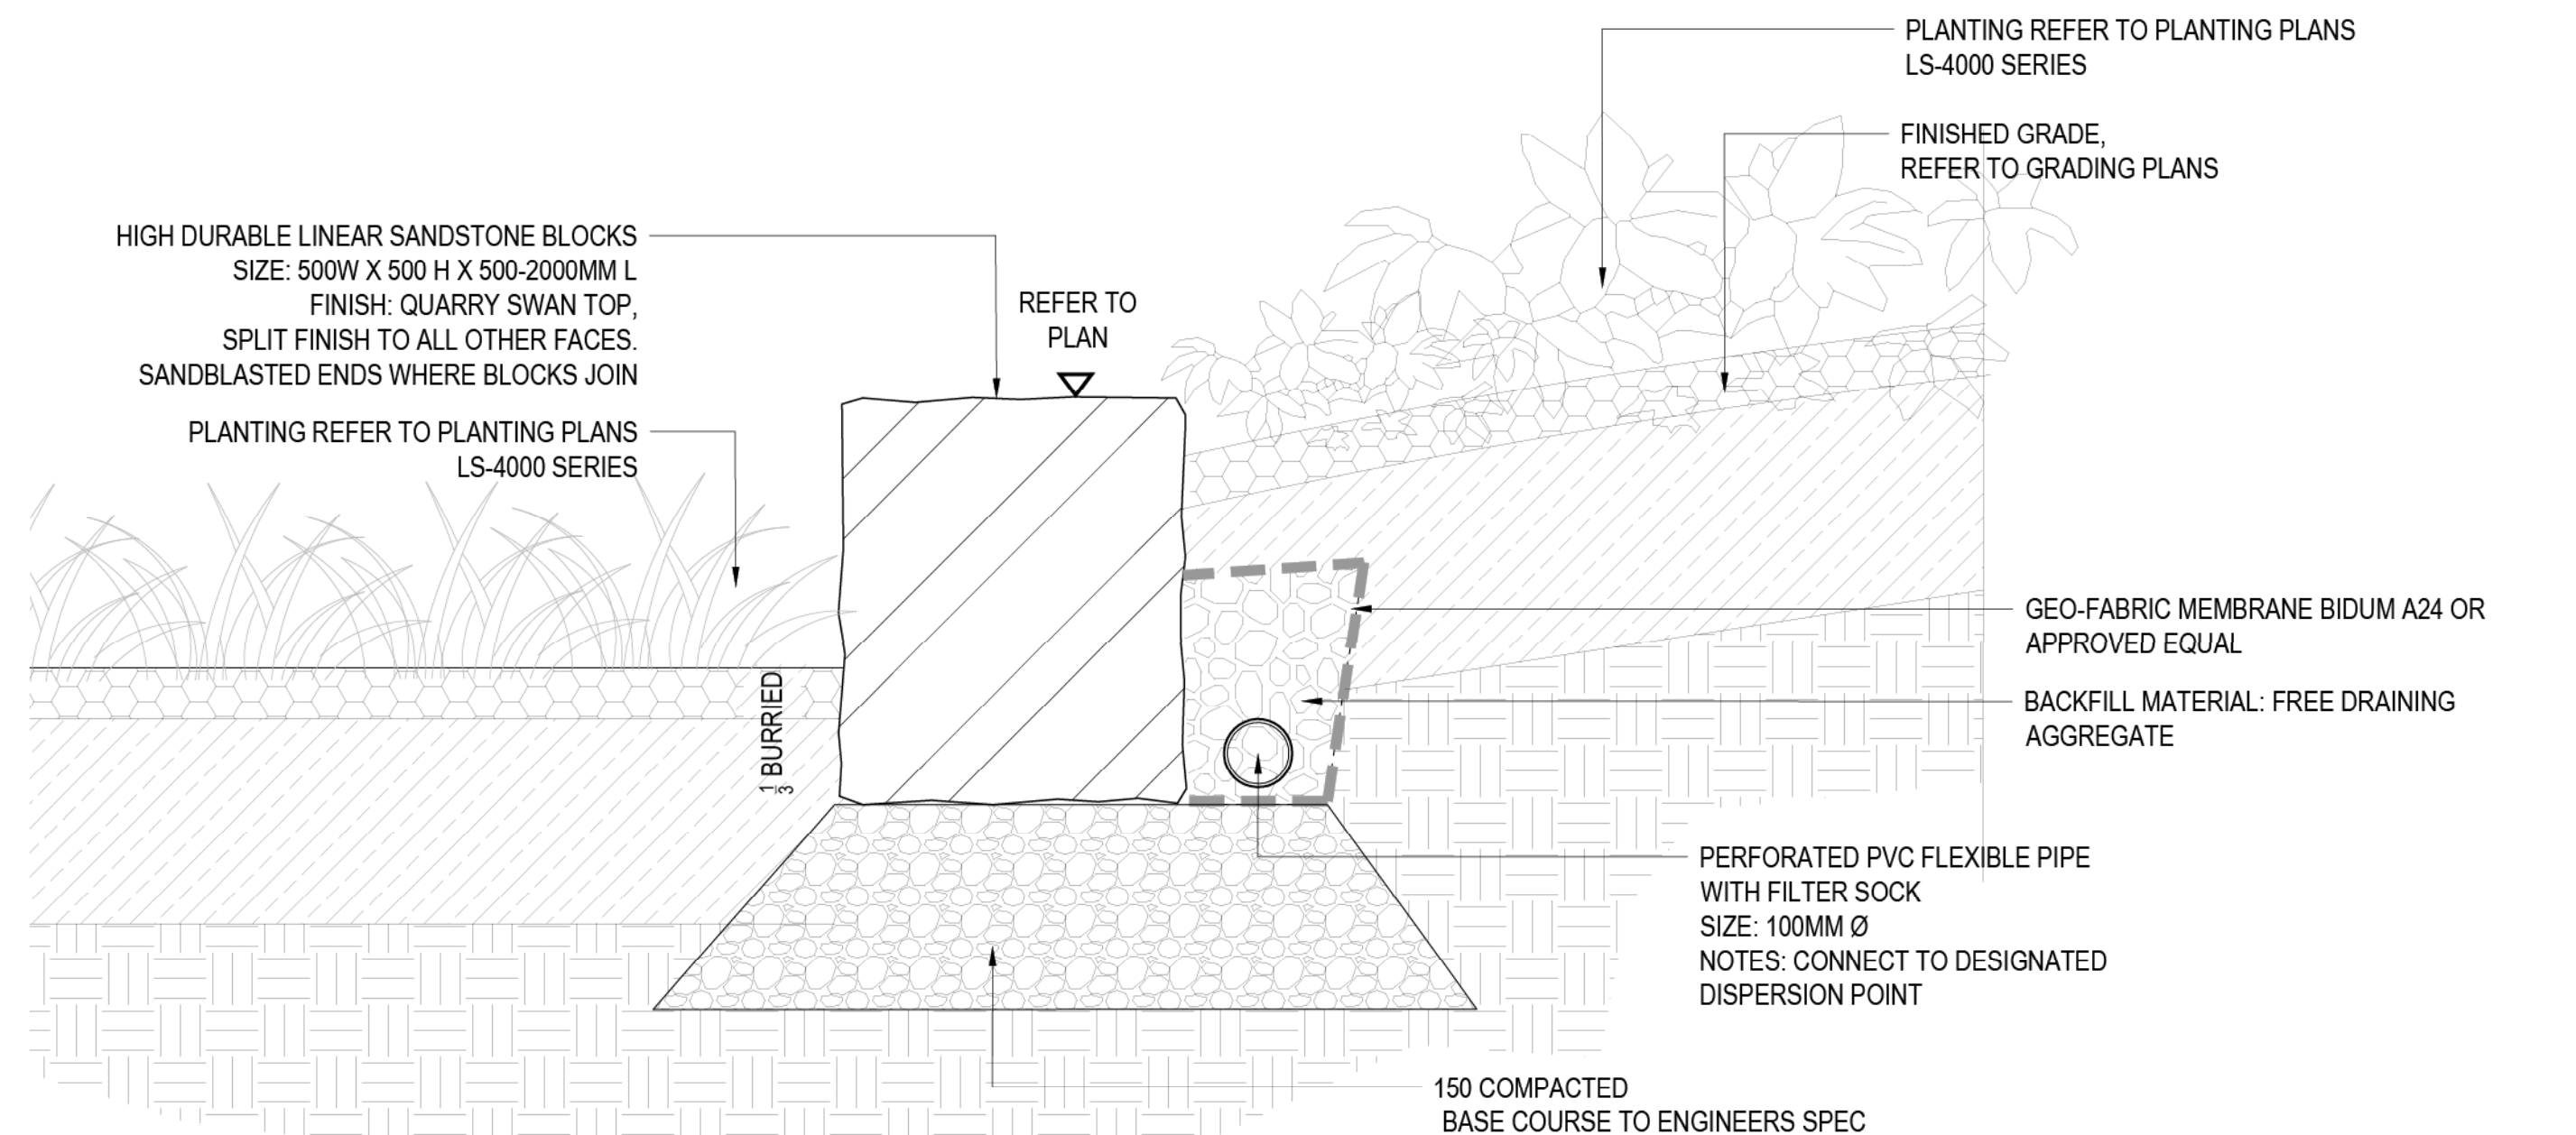 PLANTING REFER TO PLANTING PLANS
LS-4000 SERIES
FINISHED GRADE,
REFER TO GRADING PLANS
HIGH DURABLE LINEAR SANDSTONE BLOCKS
SIZE: 500W X 500 H X 500-2000MM L
FINISH: QUARRY SWAN TOP,
SPLIT FINISH TO ALL OTHER FACES.
SANDBLASTED ENDS WHERE BLOCKS JOIN
REFER TO
PLAN
PLANTING REFER TO PLANTING PLANS
LS-4000 SERIES
1/3 BURRIED
GEO-FABRIC MEMBRANE BIDUM A24 OR
APPROVED EQUAL
BACKFILL MATERIAL: FREE DRAINING
AGGREGATE
PERFORATED PVC FLEXIBLE PIPE
WITH FILTER SOCK
SIZE: 100MM Ø
NOTES: CONNECT TO DESIGNATED
DISPERSION POINT
150 COMPACTED
BASE COURSE TO ENGINEERS SPEC